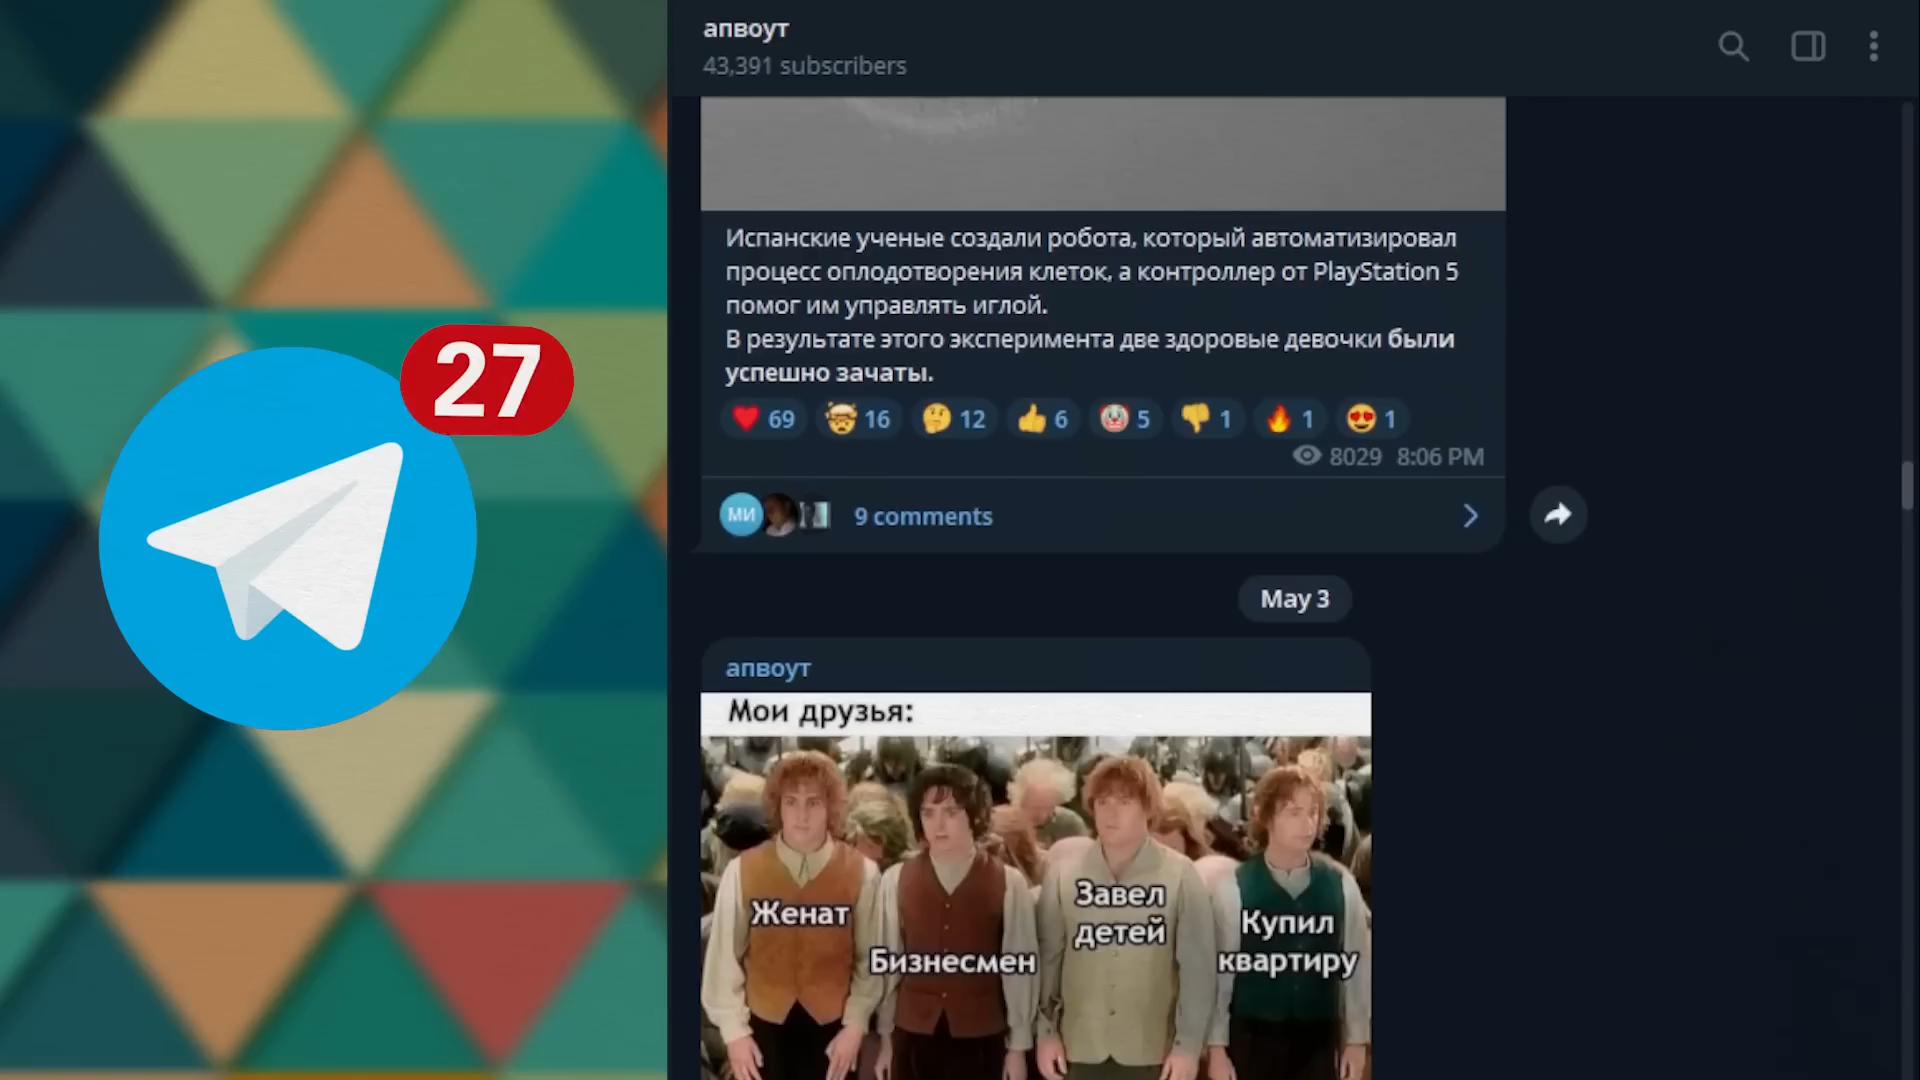 27
апвоут
43,391 subscribers
Испанские ученые создали робота, который автоматизировал
процесс оплодотворения клеток, а контроллер от PlayStation 5
помог им управлять иглой.
В результате этого эксперимента две здоровые девочки были
успешно зачаты.
69 16 12 6 5 1 1 1
8029 8:06 PM
МИ 9 comments
May 3
апвоут
Мои друзья:
Женат
Бизнесмен
Завел
детей
Купил
квартиру